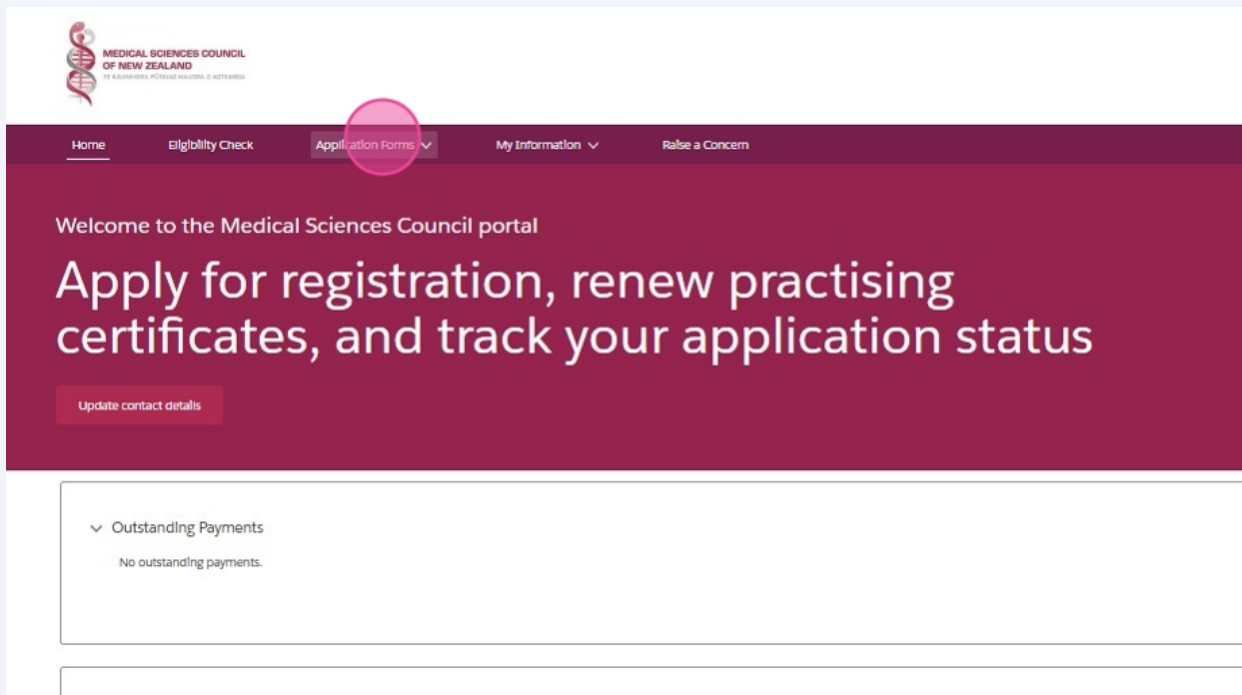 MEDICAL SCIENCES COUNCIL
OF NEW ZEALAND
Home Eligibility Check Application Forms My Information Raise a Concern
Welcome to the Medical Sciences Council portal
Apply for registration, renew practising
certificates, and track your application status
Update contact details
Outstanding Payments
No outstanding payments.